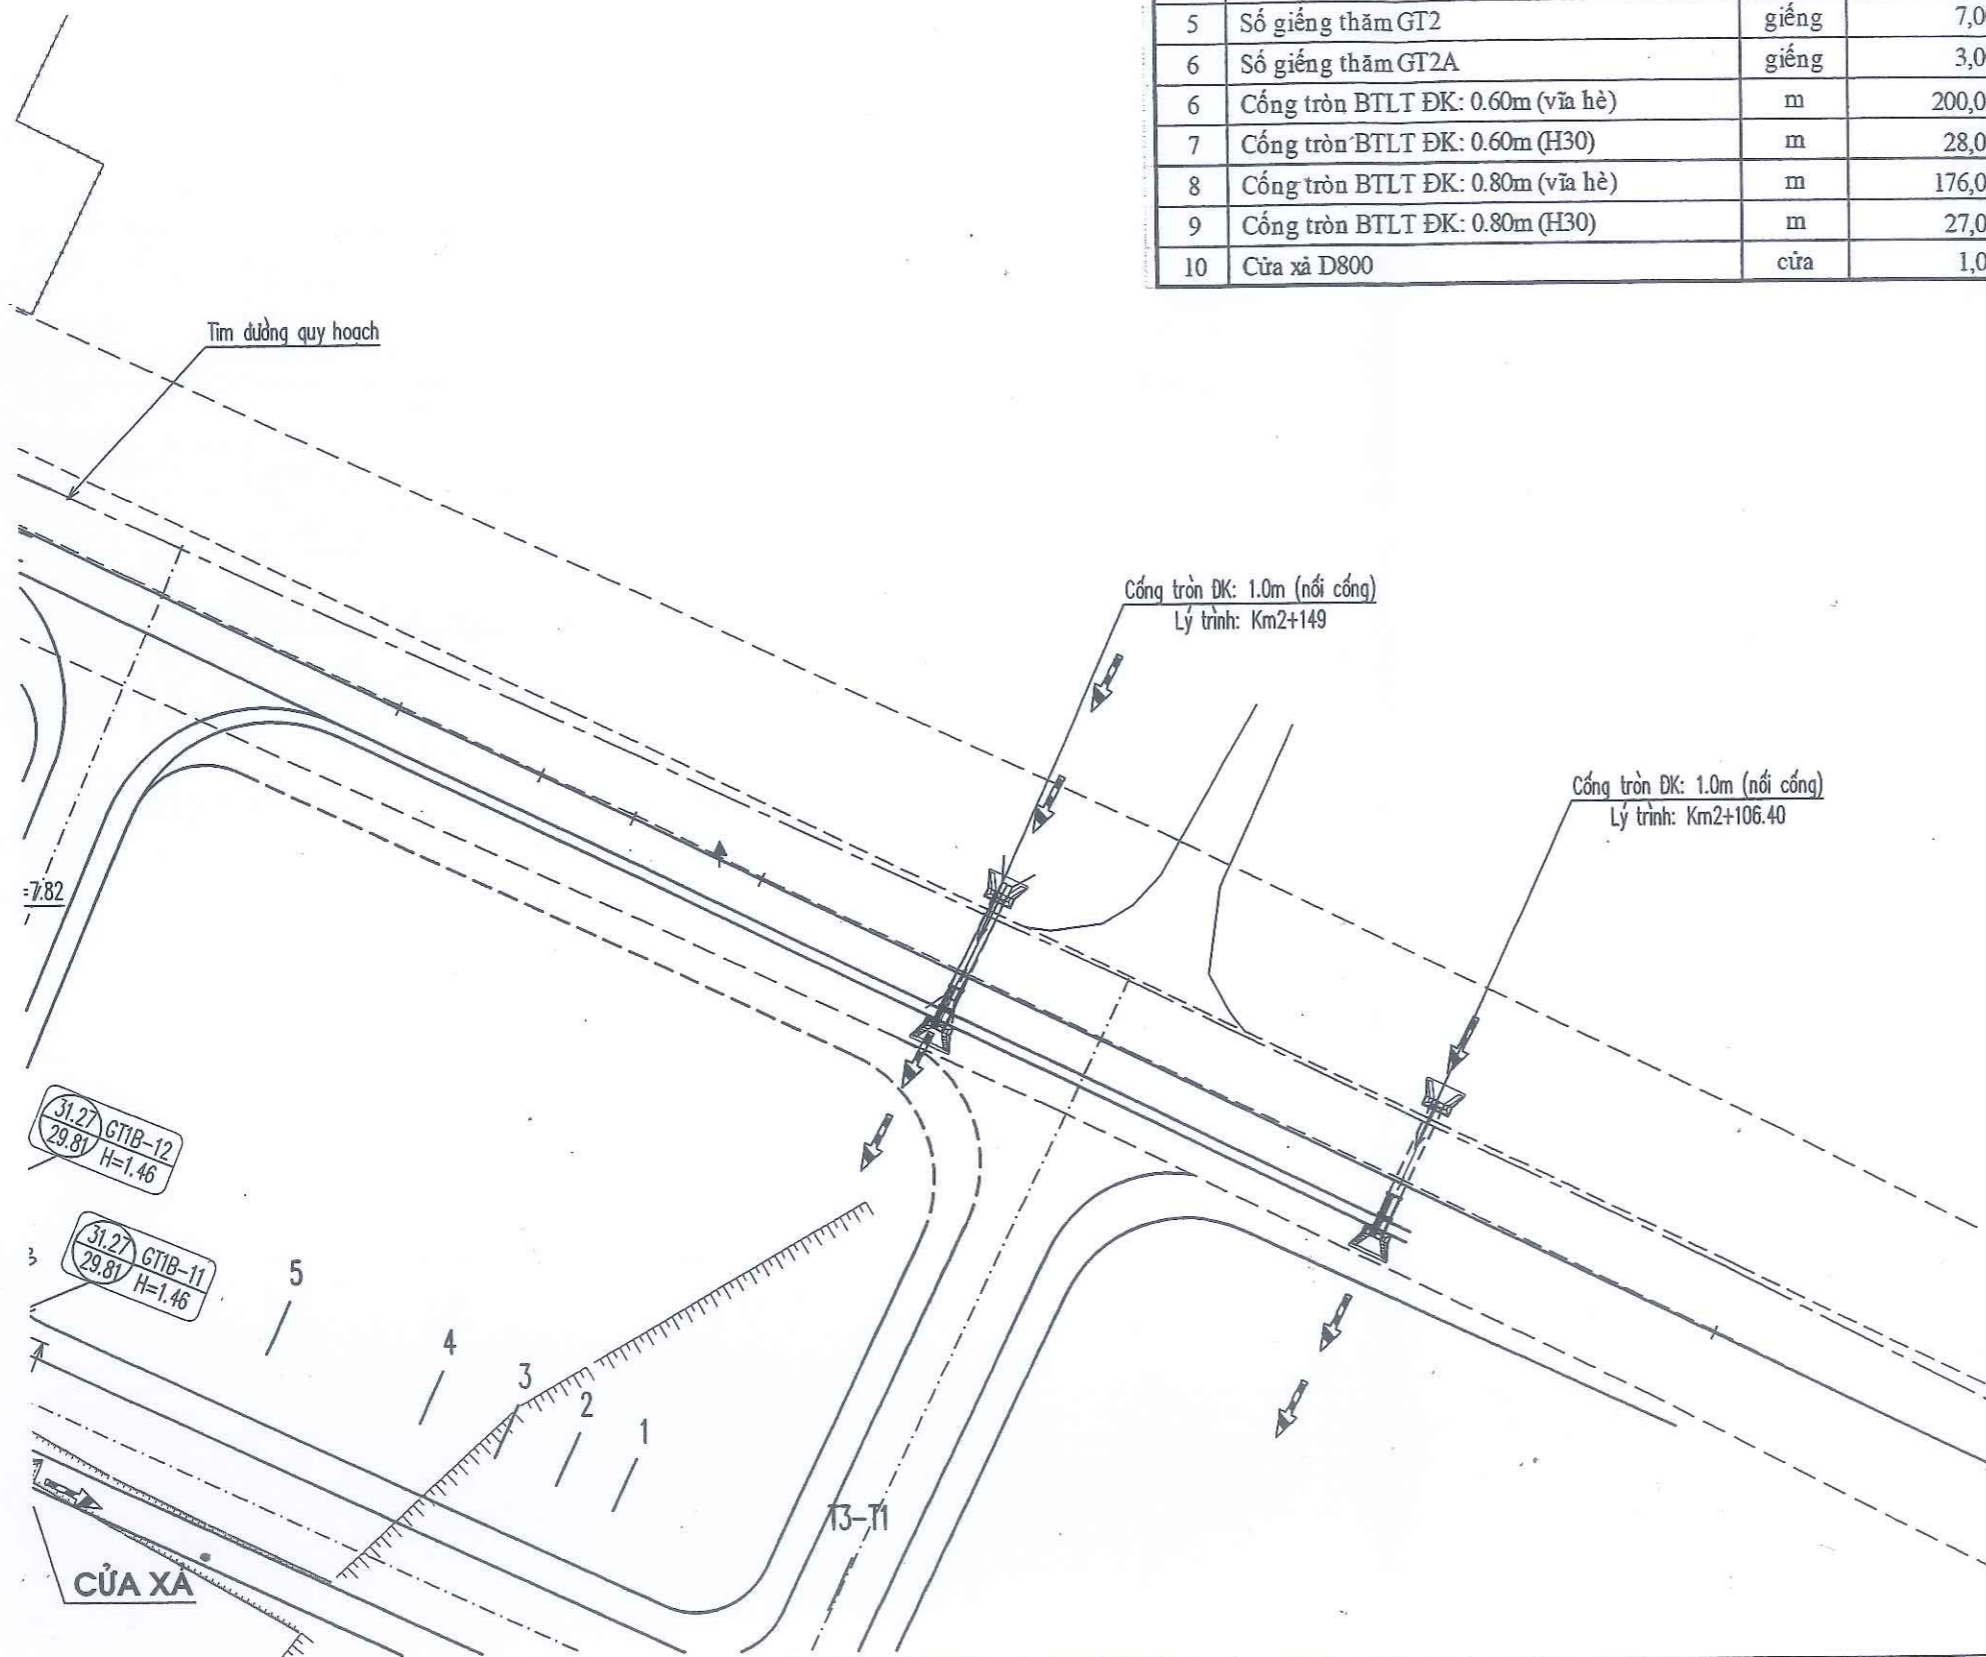 5 Số giếng thăm GT2 giếng 7,0
6 Số giếng thăm GT2A giếng 3,0
6 Cống tròn BTLT ĐK: 0.60m (vĩa hè) m 200,0
7 Cống tròn BTLT ĐK: 0.60m (H30) m 28,0
8 Cống tròn BTLT ĐK: 0.80m (vĩa hè) m 176,0
9 Cống tròn BTLT ĐK: 0.80m (H30) m 27,0
10 Cửa xả D800 cửa 1,0
Tim đường quy hoạch
Cống tròn ĐK: 1.0m (nối cống)
Lý trình: Km2+149
Cống tròn ĐK: 1.0m (nối cống)
Lý trình: Km2+106.40
=7.82
31.27 GT1B-12
29.81 H=1.46
31.27 GT1B-11
29.81 H=1.46
5
4
3
2
1
T3-T1
CỬA XẢ